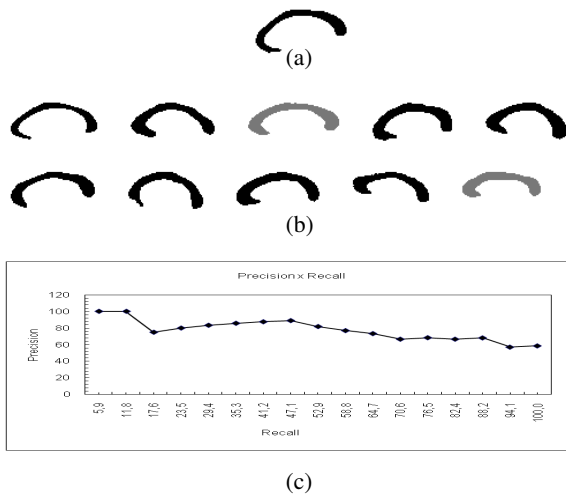 (a)
(b)
Precision x Recall
120
100
80
60
40
20
0
Precision
5,9 11,8 17,6 23,5 29,4 35,3 41,2 47,1 52,9 58,8 64,7 70,6 76,5 82,4 88,2 94,1 100,0
Recall
(c)